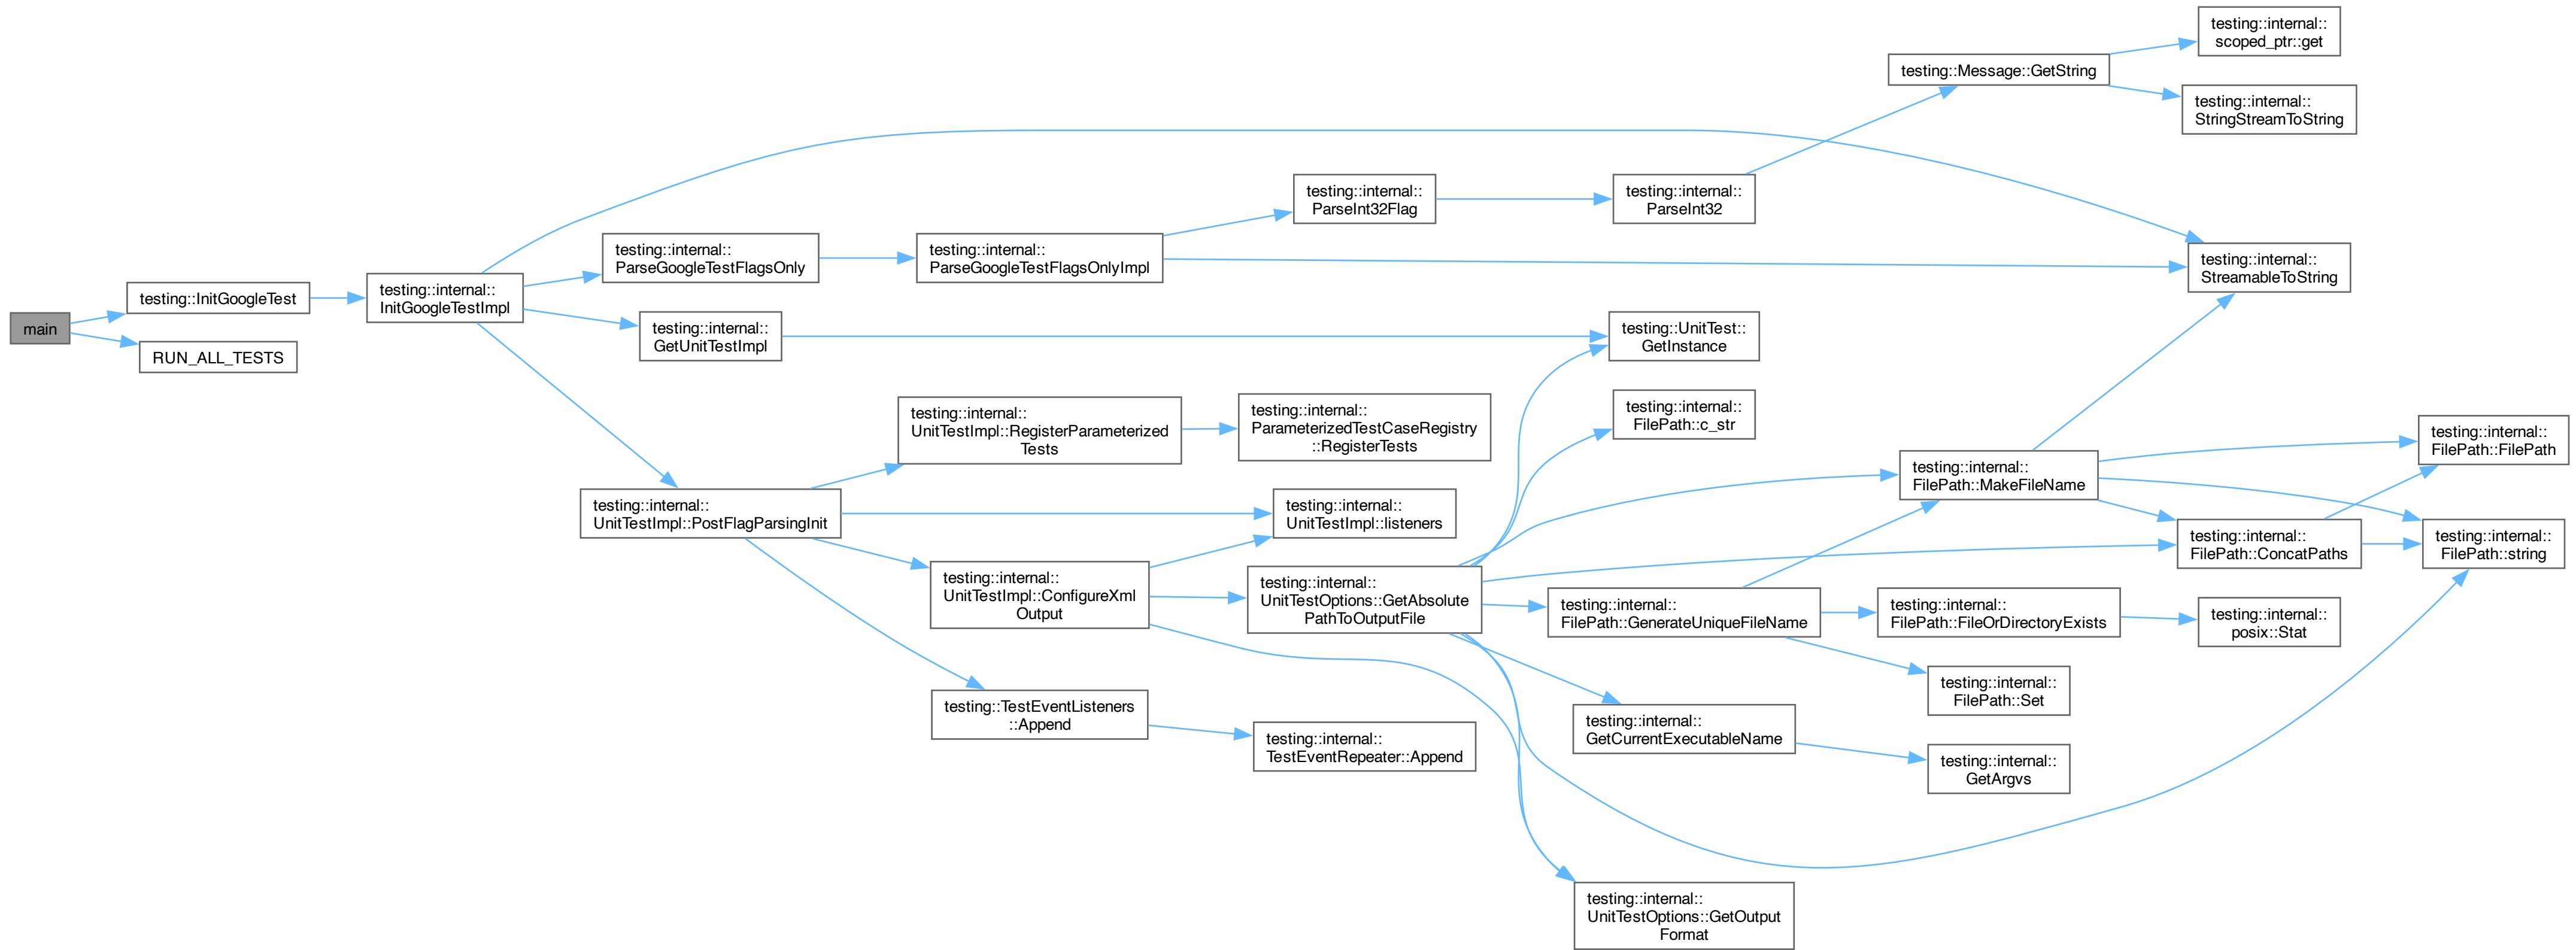 main
testing::InitGoogleTest
RUN_ALL_TESTS
testing::internal::
InitGoogleTestImpl
testing::internal::
ParseGoogleTestFlagsOnly
testing::internal::
GetUnitTestImpl
testing::internal::
UnitTestImpl::PostFlagParsingInit
testing::internal::
ParseGoogleTestFlagsOnlyImpl
testing::internal::
UnitTestImpl::RegisterParameterized
Tests
testing::internal::
UnitTestImpl::ConfigureXml
Output
testing::TestEventListeners
::Append
testing::internal::
ParseInt32Flag
testing::internal::
ParameterizedTestCaseRegistry
::RegisterTests
testing::internal::
UnitTestImpl::listeners
testing::internal::
UnitTestOptions::GetAbsolute
PathToOutputFile
testing::internal::
TestEventRepeater::Append
testing::internal::
ParseInt32
testing::UnitTest::
GetInstance
testing::internal::
FilePath::c_str
testing::internal::
FilePath::GenerateUniqueFileName
testing::internal::
GetCurrentExecutableName
testing::internal::
UnitTestOptions::GetOutput
Format
testing::Message::GetString
testing::internal::
FilePath::MakeFileName
testing::internal::
FilePath::FileOrDirectoryExists
testing::internal::
FilePath::Set
testing::internal::
GetArgvs
testing::internal::
scoped_ptr::get
testing::internal::
StringStreamToString
testing::internal::
StreamableToString
testing::internal::
FilePath::ConcatPaths
testing::internal::
posix::Stat
testing::internal::
FilePath::FilePath
testing::internal::
FilePath::string